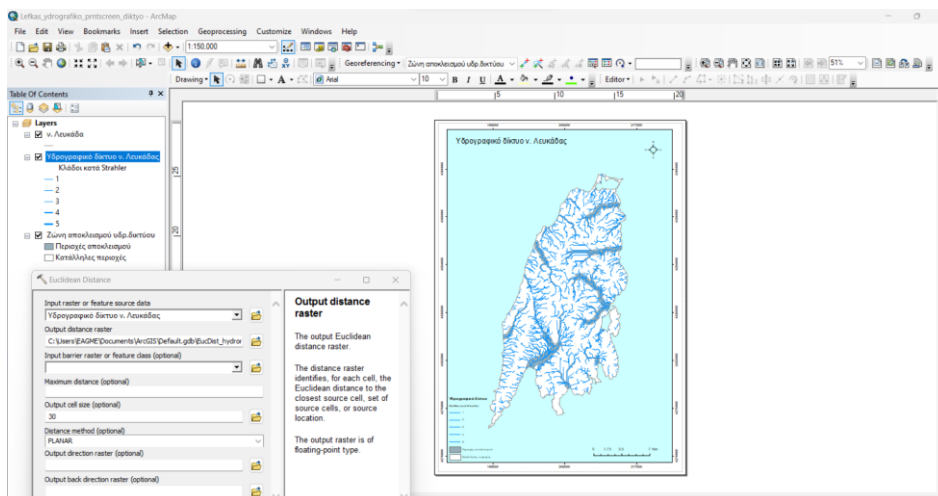 Lefkas_ydrografiko_prntscreen_diktyo - ArcMap
File Edit View Bookmarks Insert Selection Geoprocessing Customize Windows Help
1:150.000
Georeferencing Ζώνη αποκλεισμού υδρ.δικτύου 51%
Drawing A Arial 10 B I U A Editor
Table Of Contents
5 10 15 20
Layers
ν. Λευκάδα
Υδρογραφικό δίκτυο ν. Λευκάδας
Κλάδοι κατά Strahler
1
2
3
4
5
Ζώνη αποκλεισμού υδρ.δικτύου
Περιοχές αποκλεισμού
Κατάλληλες περιοχές
25
20
Υδρογραφικό δίκτυο ν. Λευκάδας
Euclidean Distance
Input raster or feature source data
Υδρογραφικό δίκτυο ν. Λευκάδας
Output distance raster
C:\Users\EAGME\Documents\ArcGIS\Default.gdb\EucDist_hydror
Input barrier raster or feature class (optional)
Maximum distance (optional)
Output cell size (optional)
30
Distance method (optional)
PLANAR
Output direction raster (optional)
Output back direction raster (optional)
Output distance
raster
The output Euclidean
distance raster.
The distance raster
identifies, for each cell, the
Euclidean distance to the
closest source cell, set of
source cells, or source
location.
The output raster is of
floating-point type.